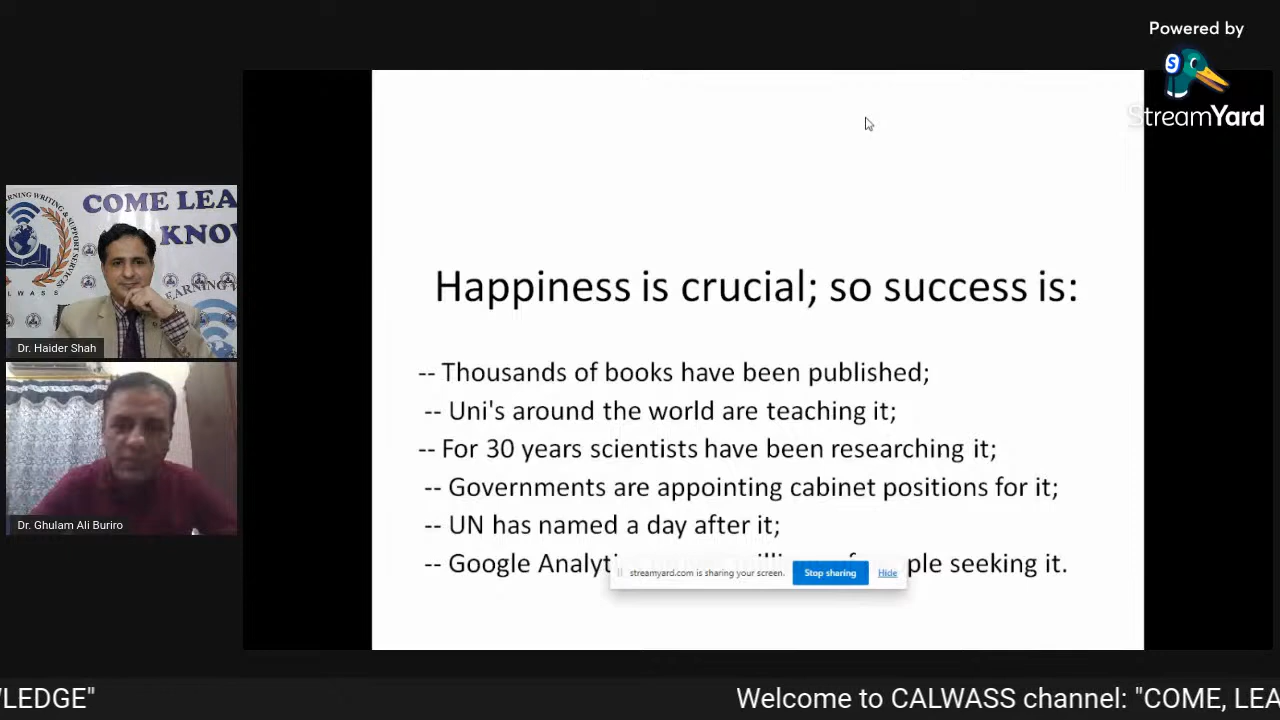 Powered by
StreamYard
COME LEA
KNOW
Dr. Haider Shah
Dr. Ghulam Ali Buriro
Happiness is crucial; so success is:
-- Thousands of books have been published;
-- Uni's around the world are teaching it;
-- For 30 years scientists have been researching it;
-- Governments are appointing cabinet positions for it;
-- UN has named a day after it;
-- Google Analyti ple seeking it.
streamyard.com is sharing your screen.
Stop sharing
Hide
VLEDGE"
Welcome to CALWASS channel: "COME, LEA